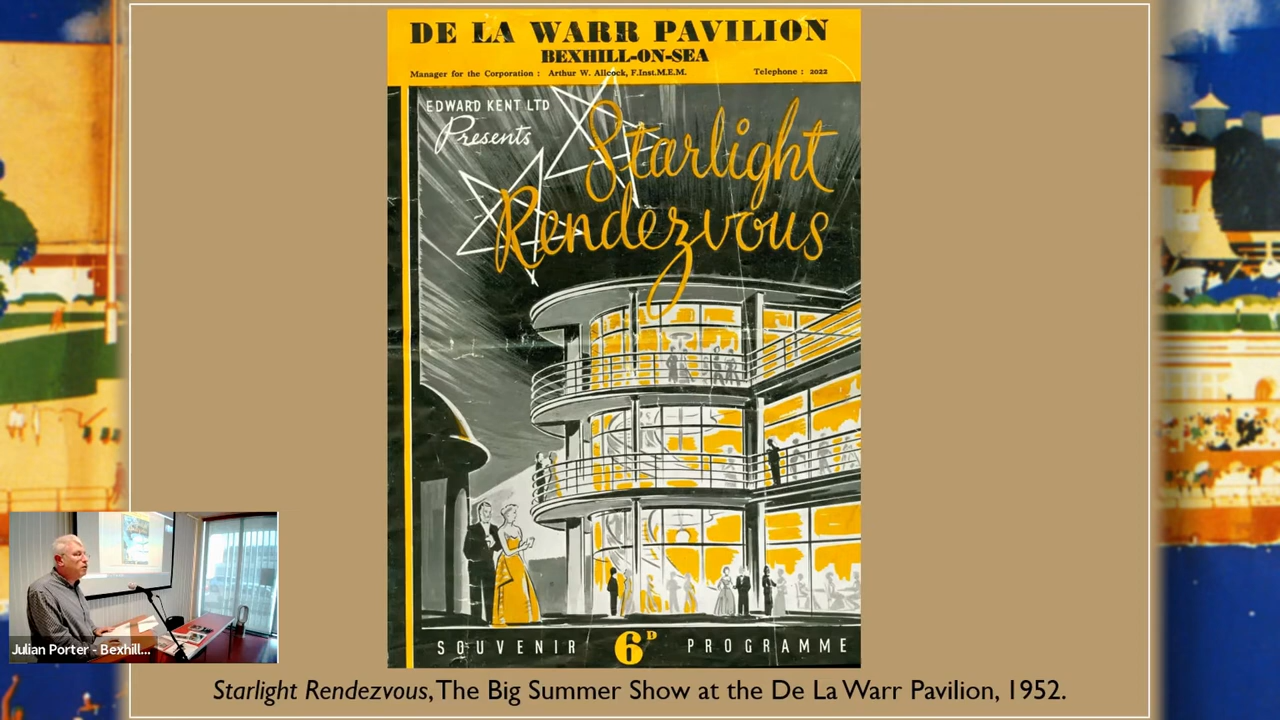 DE LA WARR PAVILION
BEXHILL-ON-SEA
Manager for the Corporation : Arthur W. Allcock, F.Inst.M.E.M. Telephone : 2022
EDWARD KENT LTD
Presents
Starlight
Rendezvous
SOUVENIR 6D PROGRAMME
Julian Porter - Bexhill...
Starlight Rendezvous, The Big Summer Show at the De La Warr Pavilion, 1952.